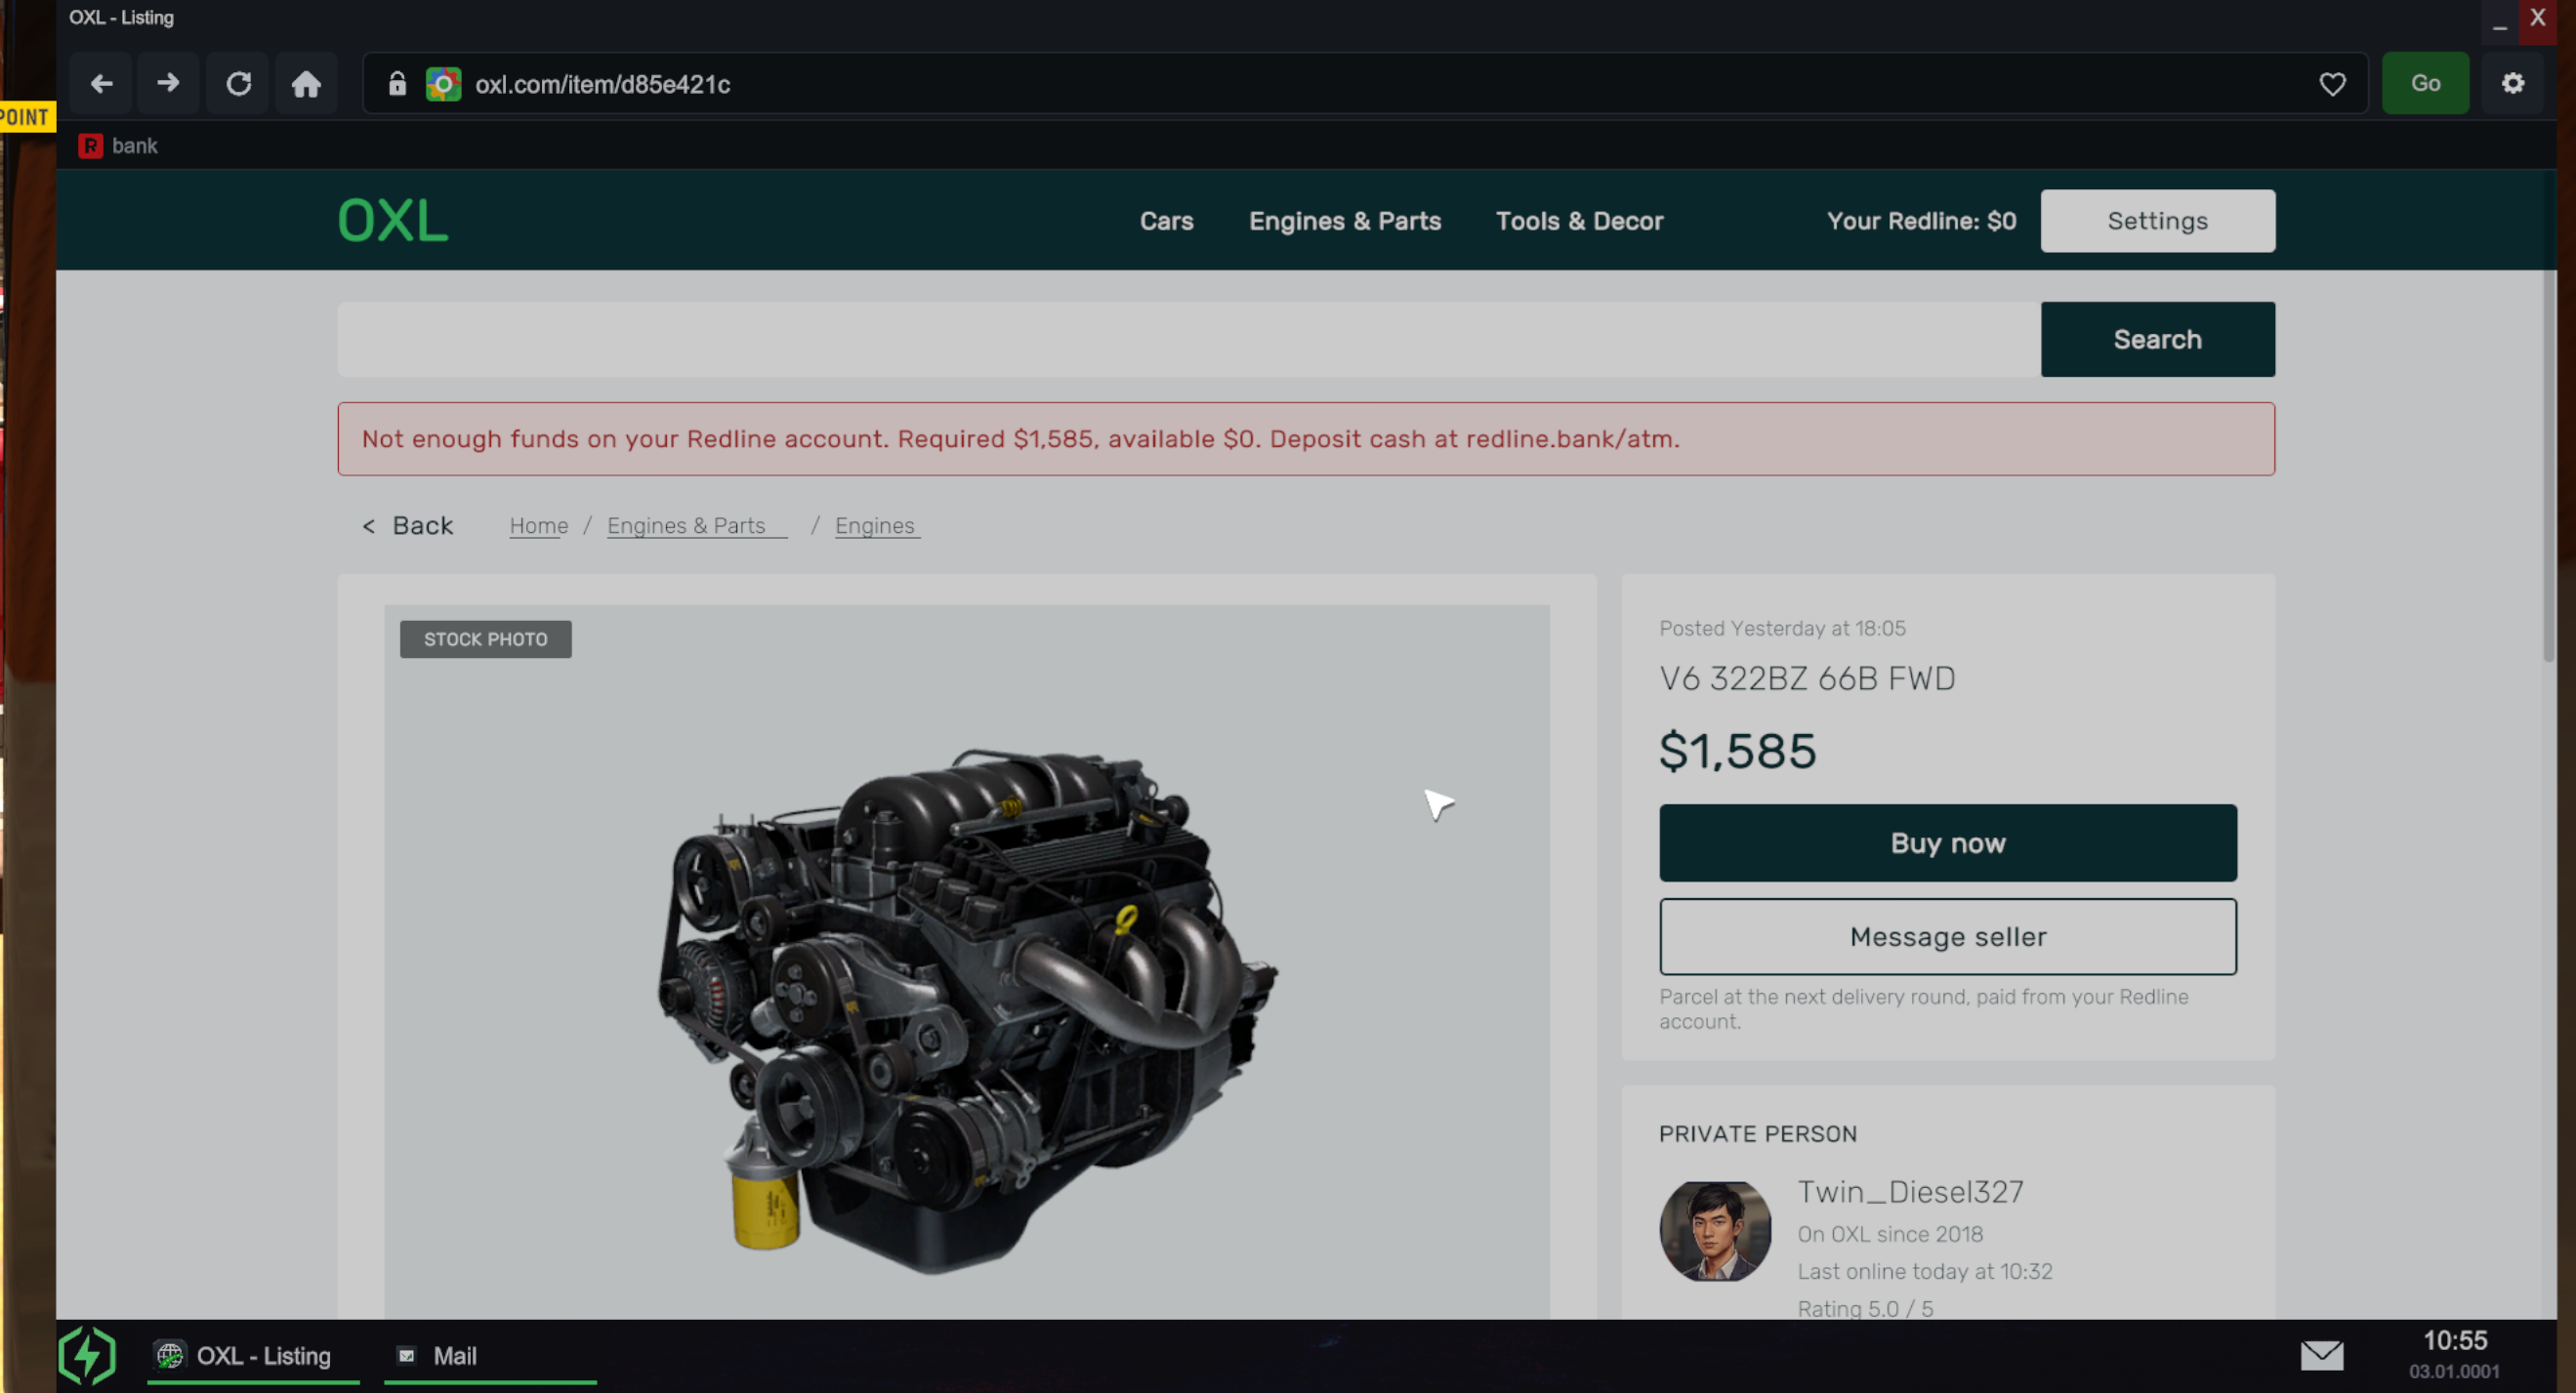 OXL - Listing
_ X
POINT
oxl.com/item/d85e421c
Go
R bank
OXL
Cars
Engines & Parts
Tools & Decor
Your Redline: $0
Settings
Search
Not enough funds on your Redline account. Required $1,585, available $0. Deposit cash at redline.bank/atm.
< Back
Home / Engines & Parts / Engines
STOCK PHOTO
Posted Yesterday at 18:05
V6 322BZ 66B FWD
$1,585
Buy now
Message seller
Parcel at the next delivery round, paid from your Redline
account.
PRIVATE PERSON
Twin_Diesel327
On OXL since 2018
Last online today at 10:32
Rating 5.0 / 5
OXL - Listing
Mail
10:55
03.01.0001